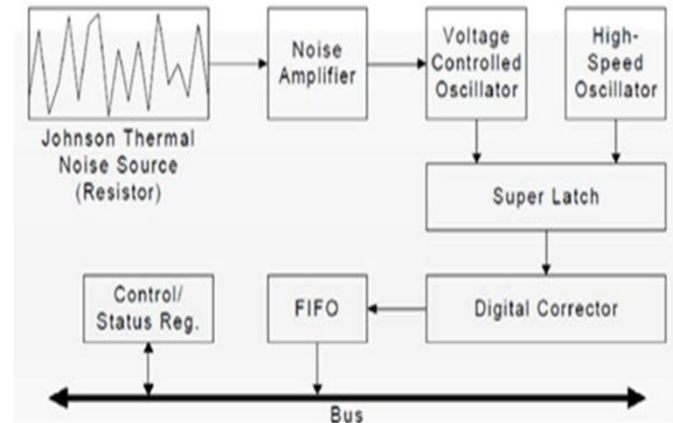 Johnson Thermal
Noise Source
(Resistor)
Noise
Amplifier
Voltage
Controlled
Oscillator
High-
Speed
Oscillator
Super Latch
Digital Corrector
FIFO
Control/
Status Reg.
Bus